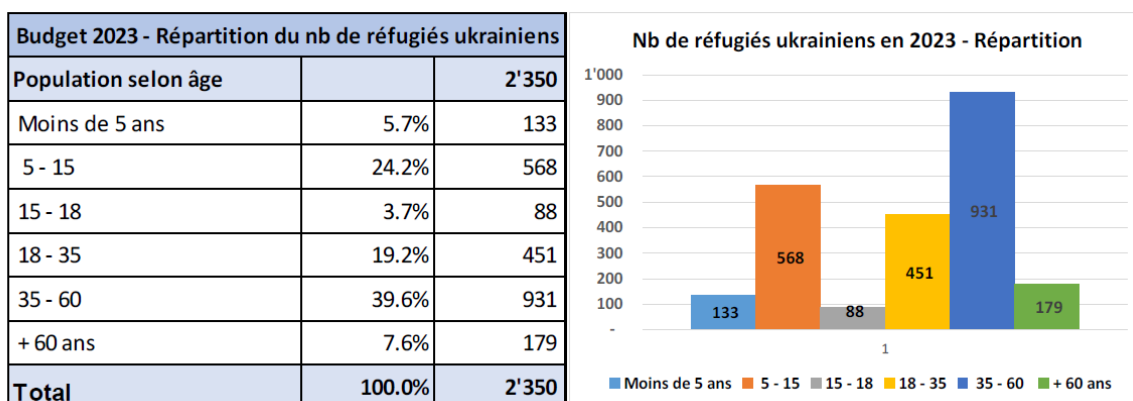 Budget 2023 - Répartition du nb de réfugiés ukrainiens
Population selon âge 2'350
Moins de 5 ans 5.7% 133
5 - 15 24.2% 568
15 - 18 3.7% 88
18 - 35 19.2% 451
35 - 60 39.6% 931
+ 60 ans 7.6% 179
Total 100.0% 2'350
Nb de réfugiés ukrainiens en 2023 - Répartition
1'000
900
800
700
600
500
400
300
200
100
-
133 568 88 451 931 179
1
Moins de 5 ans 5 - 15 15 - 18 18 - 35 35 - 60 + 60 ans